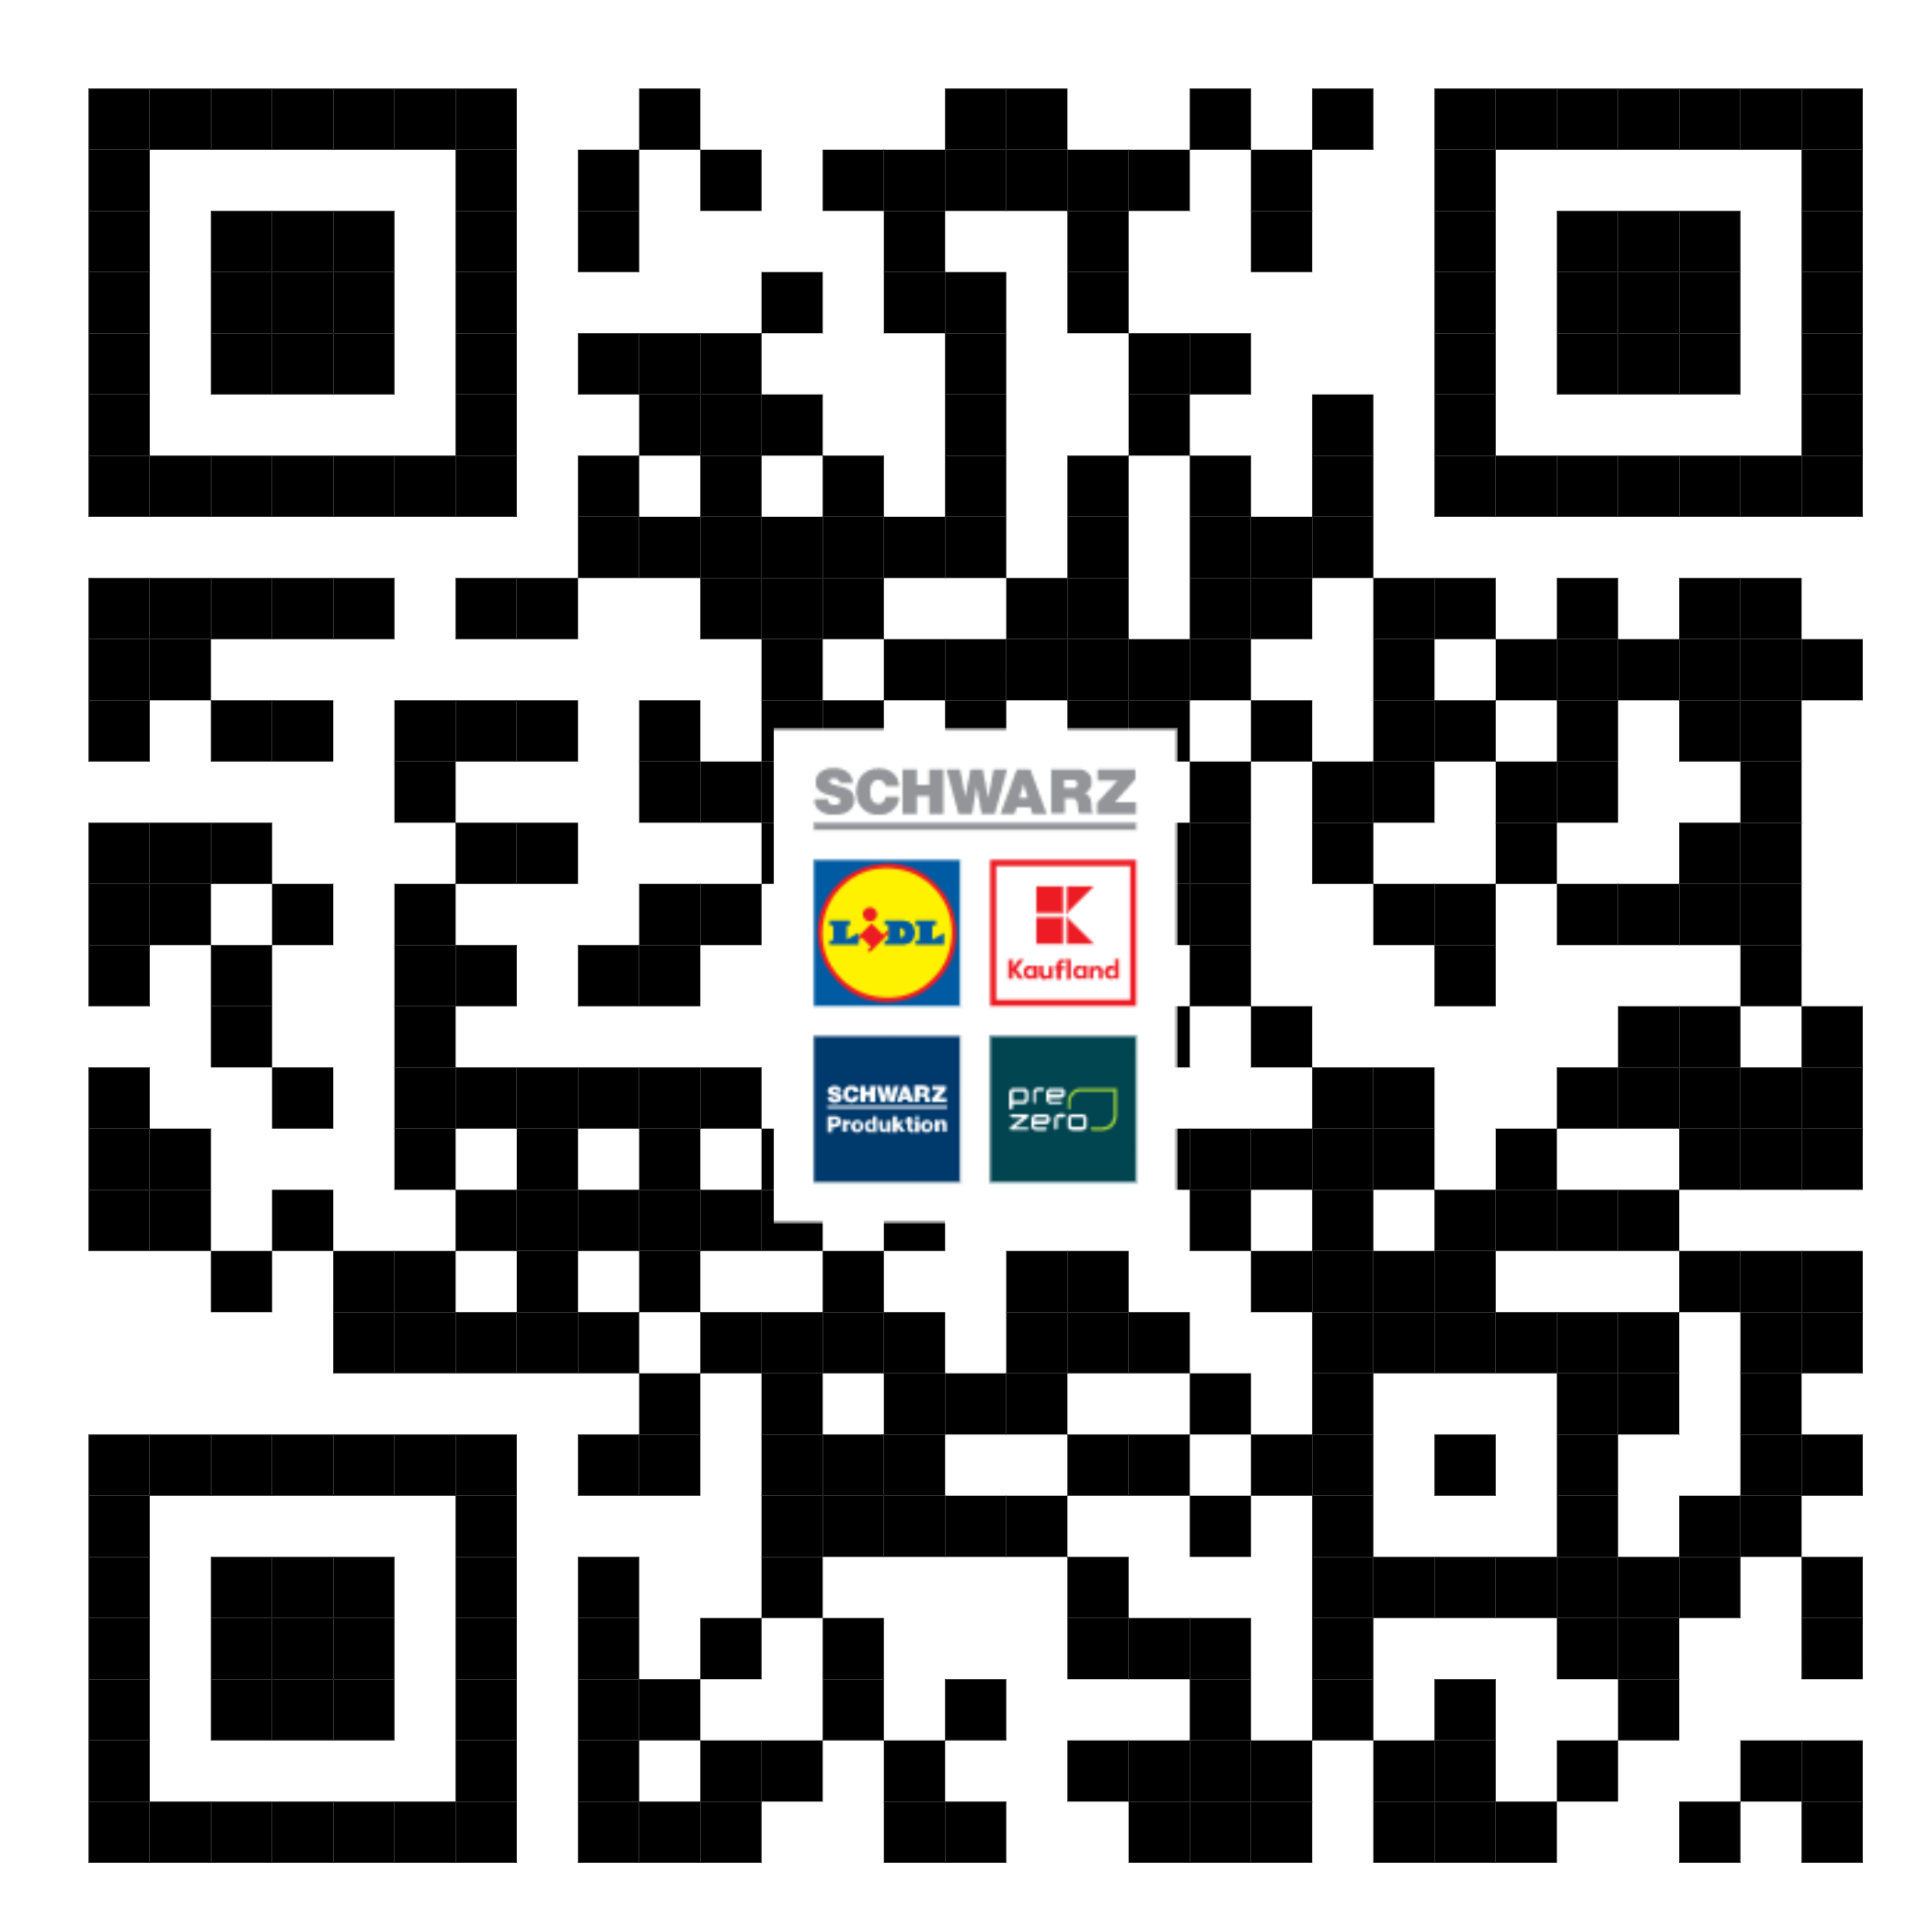 SCHWARZ
LiDL
Kaufland
SCHWARZ
Produktion
pre
zero